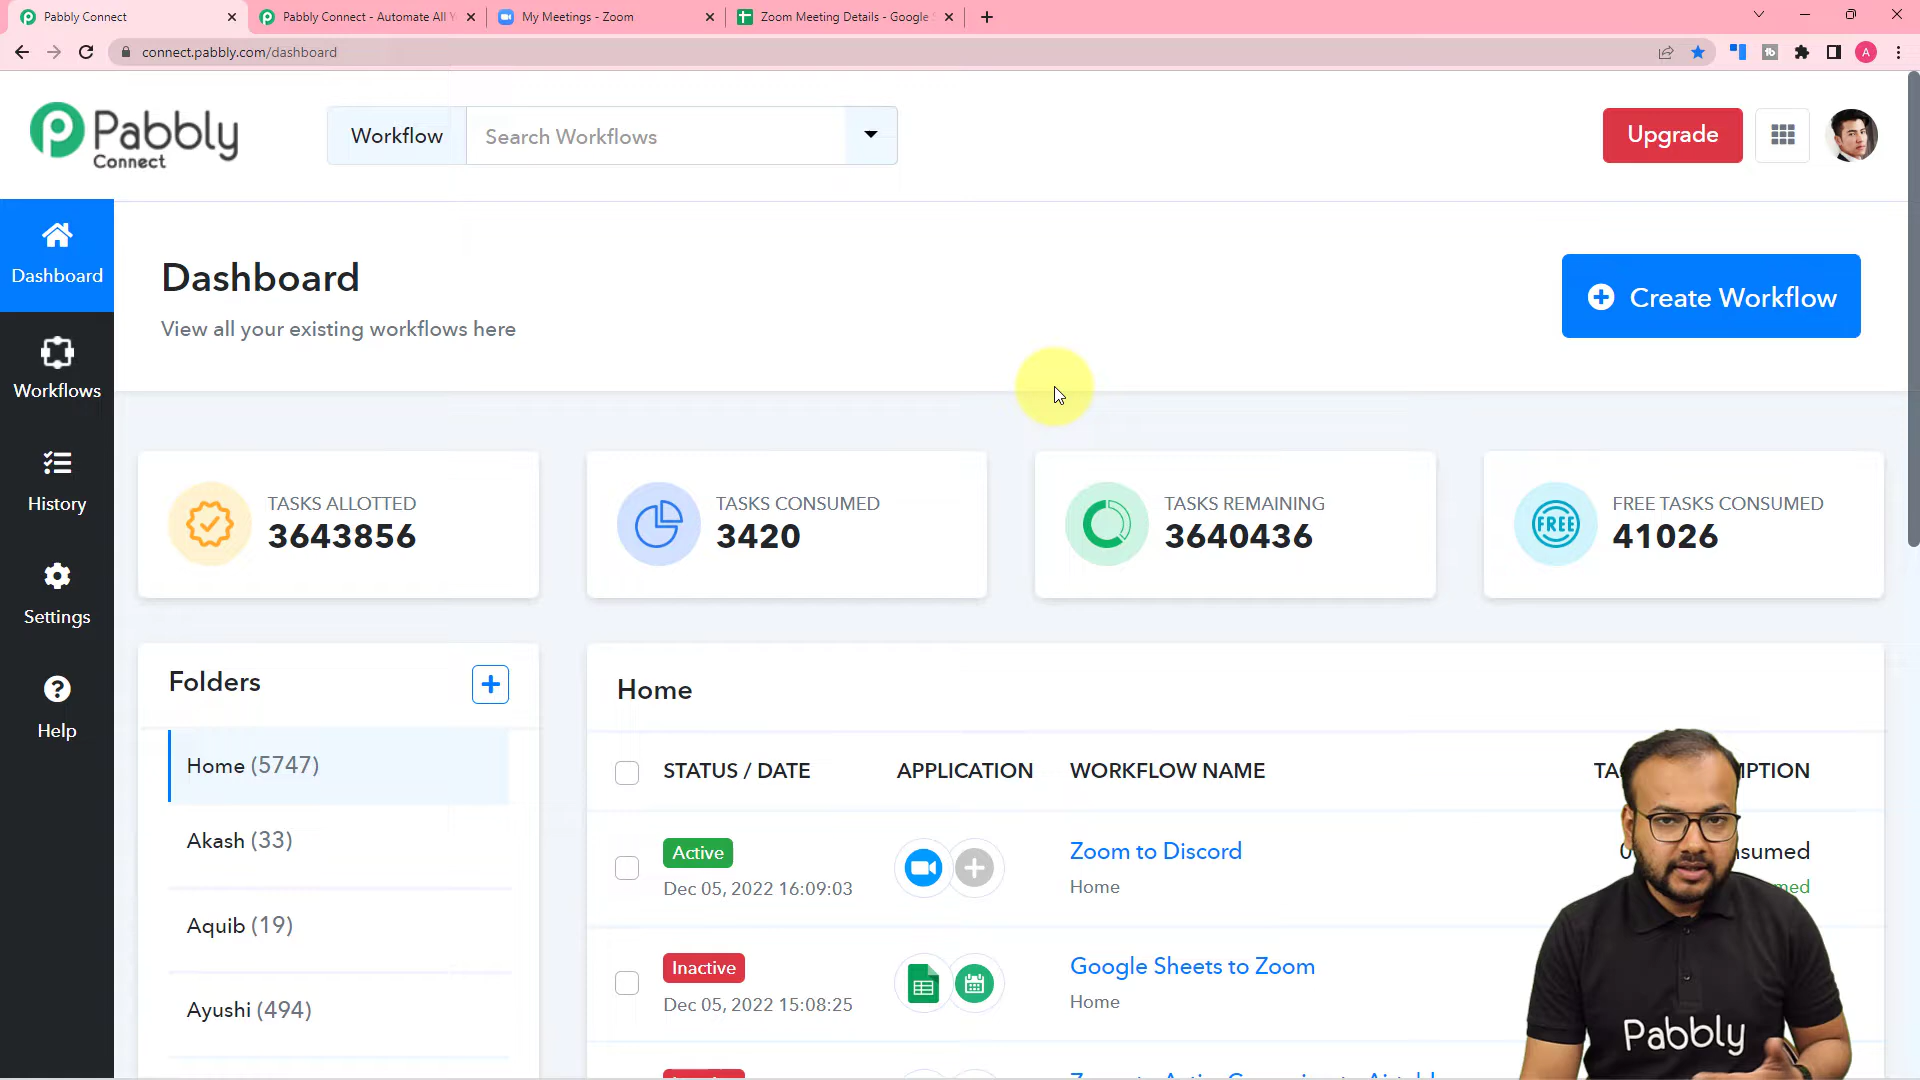 Pabbly Connect
Pabbly Connect - Automate All Y
My Meetings - Zoom
Zoom Meeting Details - Google
connect.pabbly.com/dashboard
A
Pabbly
Connect
Workflow
Search Workflows
Upgrade
Dashboard
Workflows
History
Settings
Help
Dashboard
View all your existing workflows here
Create Workflow
TASKS ALLOTTED
3643856
TASKS CONSUMED
3420
TASKS REMAINING
3640436
FREE
FREE TASKS CONSUMED
41026
Folders
Home (5747)
Akash (33)
Aquib (19)
Ayushi (494)
Home
STATUS / DATE
APPLICATION
WORKFLOW NAME
Active
Dec 05, 2022 16:09:03
Zoom to Discord
Home
Inactive
Dec 05, 2022 15:08:25
Google Sheets to Zoom
Home
Pabbly